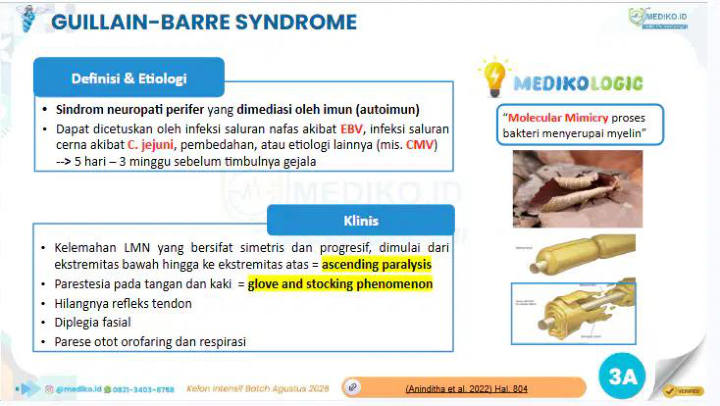 GUILLAIN-BARRE SYNDROME
MEDIKO.ID
Definisi & Etiologi
• Sindrom neuropati perifer yang dimediasi oleh imun (autoimun)
• Dapat dicetuskan oleh infeksi saluran nafas akibat EBV, infeksi saluran
cerna akibat C. jejuni, pembedahan, atau etiologi lainnya (mis. CMV)
--> 5 hari – 3 minggu sebelum timbulnya gejala
MEDIKOLOGIC
"Molecular Mimicry proses
bakteri menyerupai myelin"
MEDIKO.ID
Klinis
• Kelemahan LMN yang bersifat simetris dan progresif, dimulai dari
ekstremitas bawah hingga ke ekstremitas atas = ascending paralysis
• Parestesia pada tangan dan kaki = glove and stocking phenomenon
• Hilangnya refleks tendon
• Diplegia fasial
• Parese otot orofaring dan respirasi
@mediko.id 0821-3403-8768 Kelon Intensif Batch Agustus 2025
(Aninditha et al. 2022) Hal. 804
3A
VERIFIED